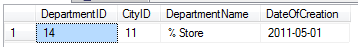 DepartmentID CityID DepartmentName DateOfCreation
1 14 11 % Store 2011-05-01